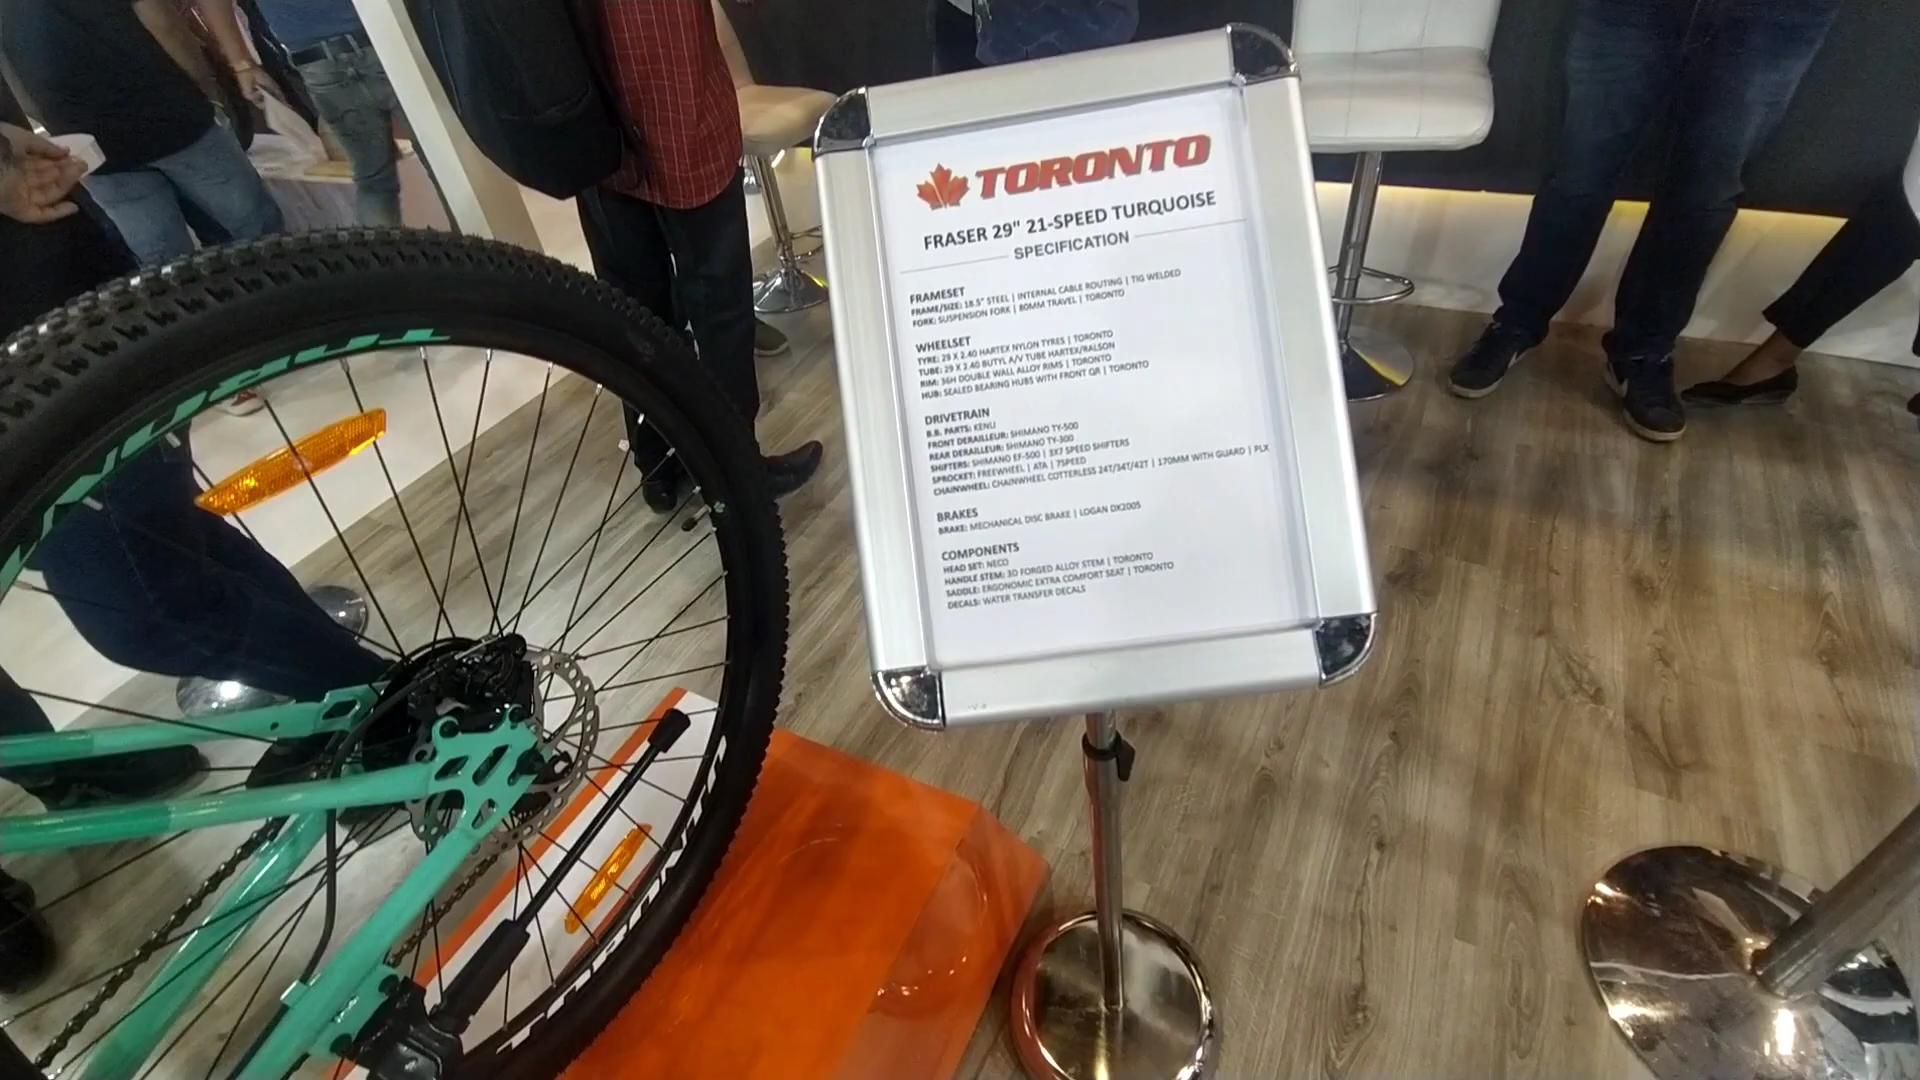 TORONTO
FRASER 29" 21-SPEED TURQUOISE
SPECIFICATION
FRAMESET
FRAME/SIZE: 18.5" STEEL | INTERNAL CABLE ROUTING | TIG WELDED
FORK: SUSPENSION FORK | 80MM TRAVEL | TORONTO
WHEELSET
TYRE: 29 X 2.40 HARTEX NYLON TYRES | TORONTO
TUBE: 29 X 2.40 BUTYL A/V TUBE HARTEX/RALSON
RIM: 36H DOUBLE WALL ALLOY RIMS | TORONTO
HUB: SEALED BEARING HUBS WITH FRONT QR | TORONTO
DRIVETRAIN
B.B. PARTS: KENLI
FRONT DERAILLEUR: SHIMANO TY-500
REAR DERAILLEUR: SHIMANO TY-300
SHIFTERS: SHIMANO EF-500 | 3X7 SPEED SHIFTERS
SPROCKET: FREEWHEEL | ATA | 7SPEED
CHAINWHEEL: CHAINWHEEL COTTERLESS 24T/34T/42T | 170MM WITH GUARD | PLX
BRAKES
BRAKE: MECHANICAL DISC BRAKE | LOGAN DX2005
COMPONENTS
HEAD SET: NECO
HANDLE STEM: 3D FORGED ALLOY STEM | TORONTO
SADDLE: ERGONOMIC EXTRA COMFORT SEAT | TORONTO
DECALS: WATER TRANSFER DECALS
TORONTO
TORONTO